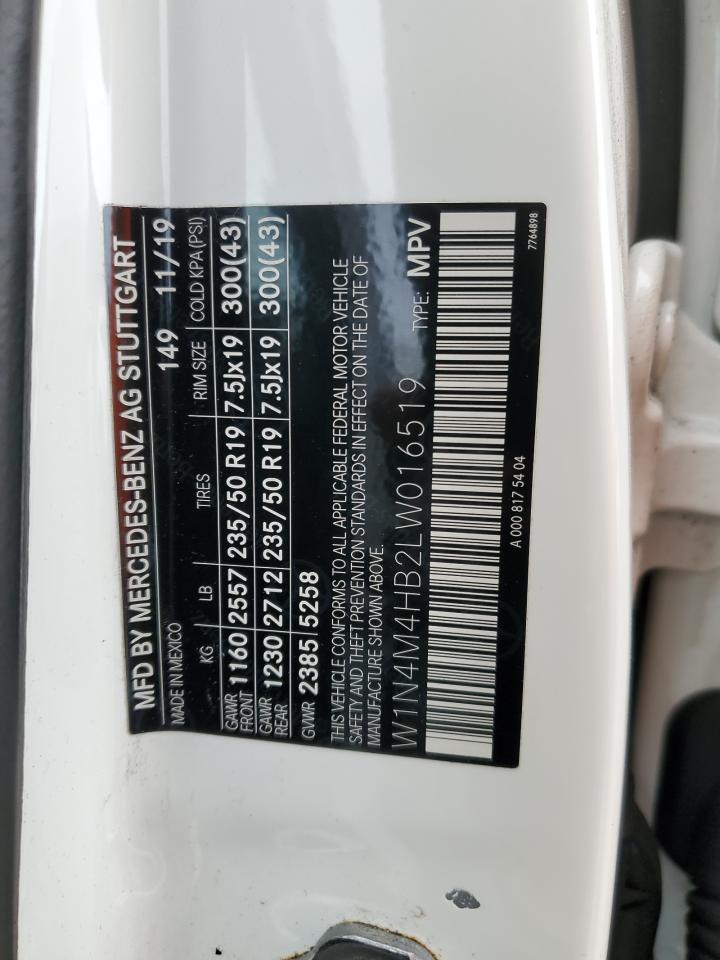 MFD BY MERCEDES-BENZ AG STUTTGART
MADE IN MEXICO 149 11/19
KG LB TIRES RIM SIZE COLD KPA (PSI)
GAWR FRONT 1160 2557 235/50 R19 7.5Jx19 300(43)
GAWR REAR 1230 2712 235/50 R19 7.5Jx19 300(43)
GVWR 2385 5258
THIS VEHICLE CONFORMS TO ALL APPLICABLE FEDERAL MOTOR VEHICLE
SAFETY AND THEFT PREVENTION STANDARDS IN EFFECT ON THE DATE OF
MANUFACTURE SHOWN ABOVE.
W1N4M4HB2LW016519 TYPE: MPV
A 000 817 54 04 7764898